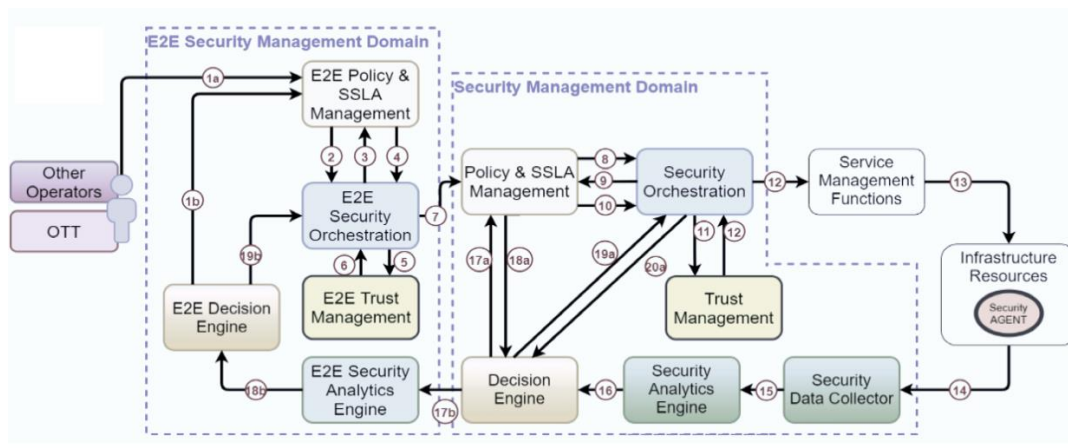 E2E Security Management Domain
1a
E2E Policy &
SSLA
Management
Security Management Domain
2
3
4
Other
Operators
OTT
1b
E2E
Security
Orchestration
7
Policy & SSLA
Management
8
9
10
Security
Orchestration
12
Service
Management
Functions
13
19b
6
5
17a
18a
19a
20a
11
12
Infrastructure
Resources
Security
AGENT
E2E Trust
Management
Trust
Management
E2E Decision
Engine
18b
E2E Security
Analytics
Engine
17b
Decision
Engine
16
Security
Analytics
Engine
15
Security
Data Collector
14